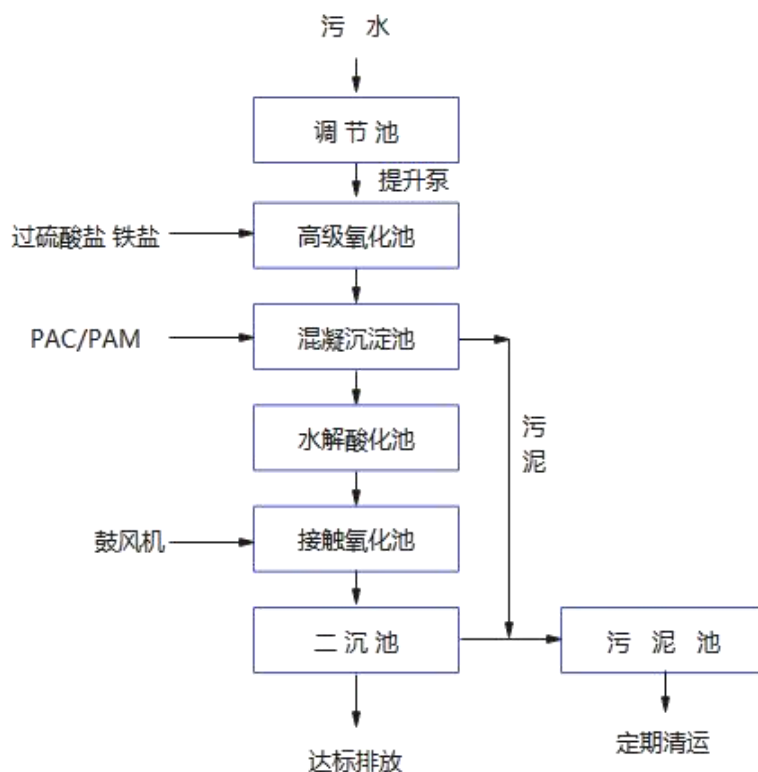 污 水
调 节 池
提升泵
过硫酸盐 铁盐
高级氧化池
PAC/PAM
混凝沉淀池
水解酸化池
污
泥
鼓风机
接触氧化池
二 沉 池
污 泥 池
达标排放
定期清运